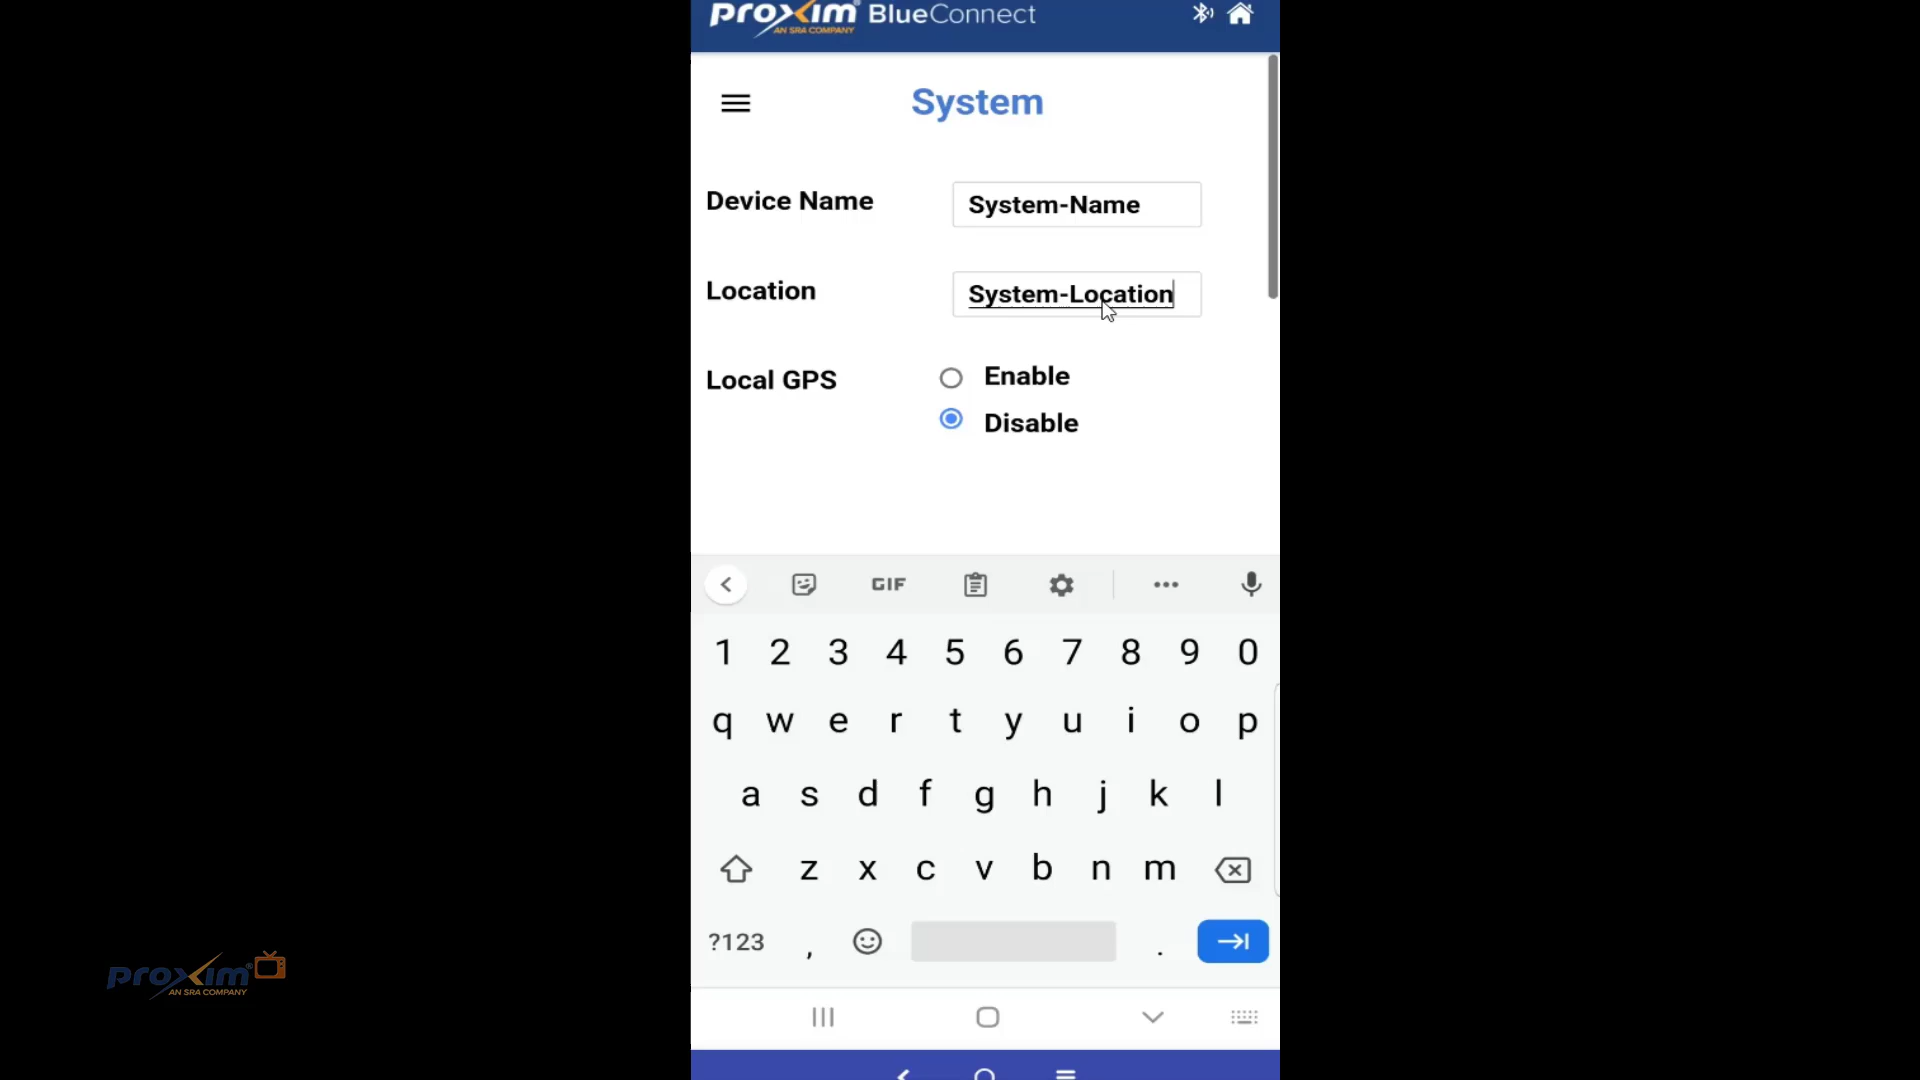 proxim® BlueConnect
AN SRA COMPANY
System
Device Name
System-Name
Location
System-Location
Local GPS
Enable
Disable
GIF
1 2 3 4 5 6 7 8 9 0
q w e r t y u i o p
a s d f g h j k l
z x c v b n m
?123 , .
proxim®
AN SRA COMPANY